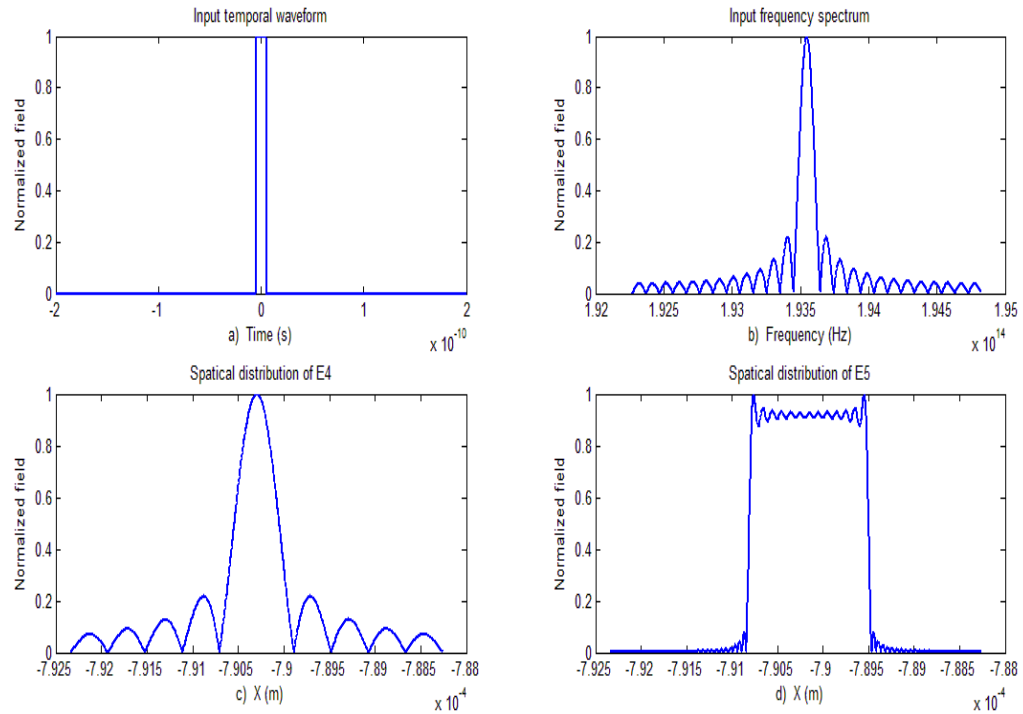 Input temporal waveform
Normalized field
1
0.8
0.6
0.4
0.2
0
-2 -1 0 1 2
a) Time (s)
x 10^-10
Input frequency spectrum
Normalized field
1
0.8
0.6
0.4
0.2
0
1.92 1.925 1.93 1.935 1.94 1.945 1.95
b) Frequency (Hz)
x 10^14
Spatical distribution of E4
Normalized field
1
0.8
0.6
0.4
0.2
0
-7.925 -7.92 -7.915 -7.91 -7.905 -7.9 -7.895 -7.89 -7.885 -7.88
c) X (m)
x 10^-4
Spatical distribution of E5
Normalized field
1
0.8
0.6
0.4
0.2
0
-7.925 -7.92 -7.915 -7.91 -7.905 -7.9 -7.895 -7.89 -7.885 -7.88
d) X (m)
x 10^-4